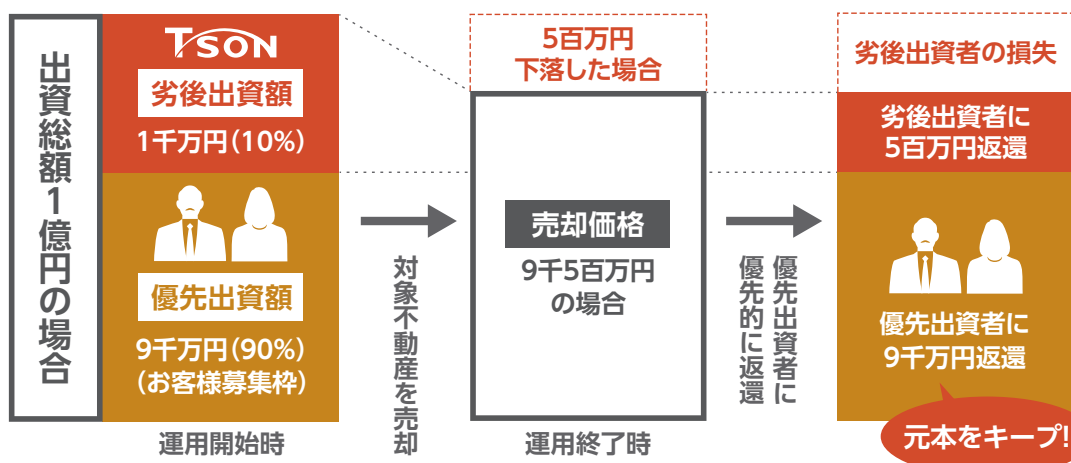 出資総額1億円の場合
TSON
劣後出資額
1千万円(10%)
優先出資額
9千万円(90%)
(お客様募集枠)
運用開始時
対象不動産を売却
5百万円
下落した場合
売却価格
9千5百万円
の場合
運用終了時
優先出資者に
優先的に返還
劣後出資者の損失
劣後出資者に
5百万円返還
優先出資者に
9千万円返還
元本をキープ!